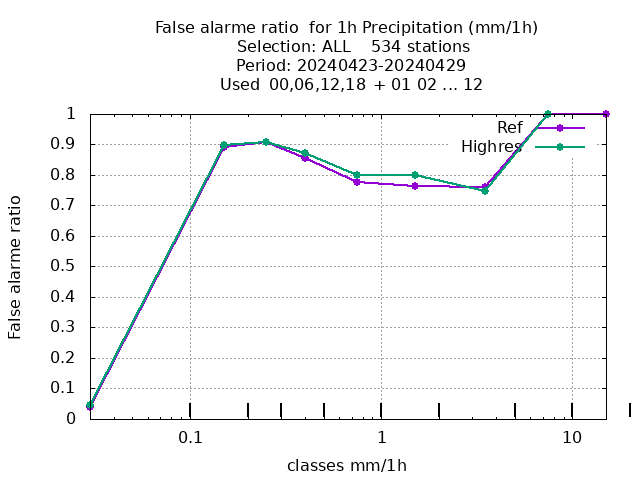 False alarme ratio  for 1h Precipitation (mm/1h)
Selection: ALL    534 stations
Period: 20240423-20240429
Used  00,06,12,18  + 01 02 ... 12
1
0.9
0.8
0.7
0.6
0.5
0.4
0.3
0.2
0.1
0
False alarme ratio
Ref
Highres
0.1
1
10
classes mm/1h